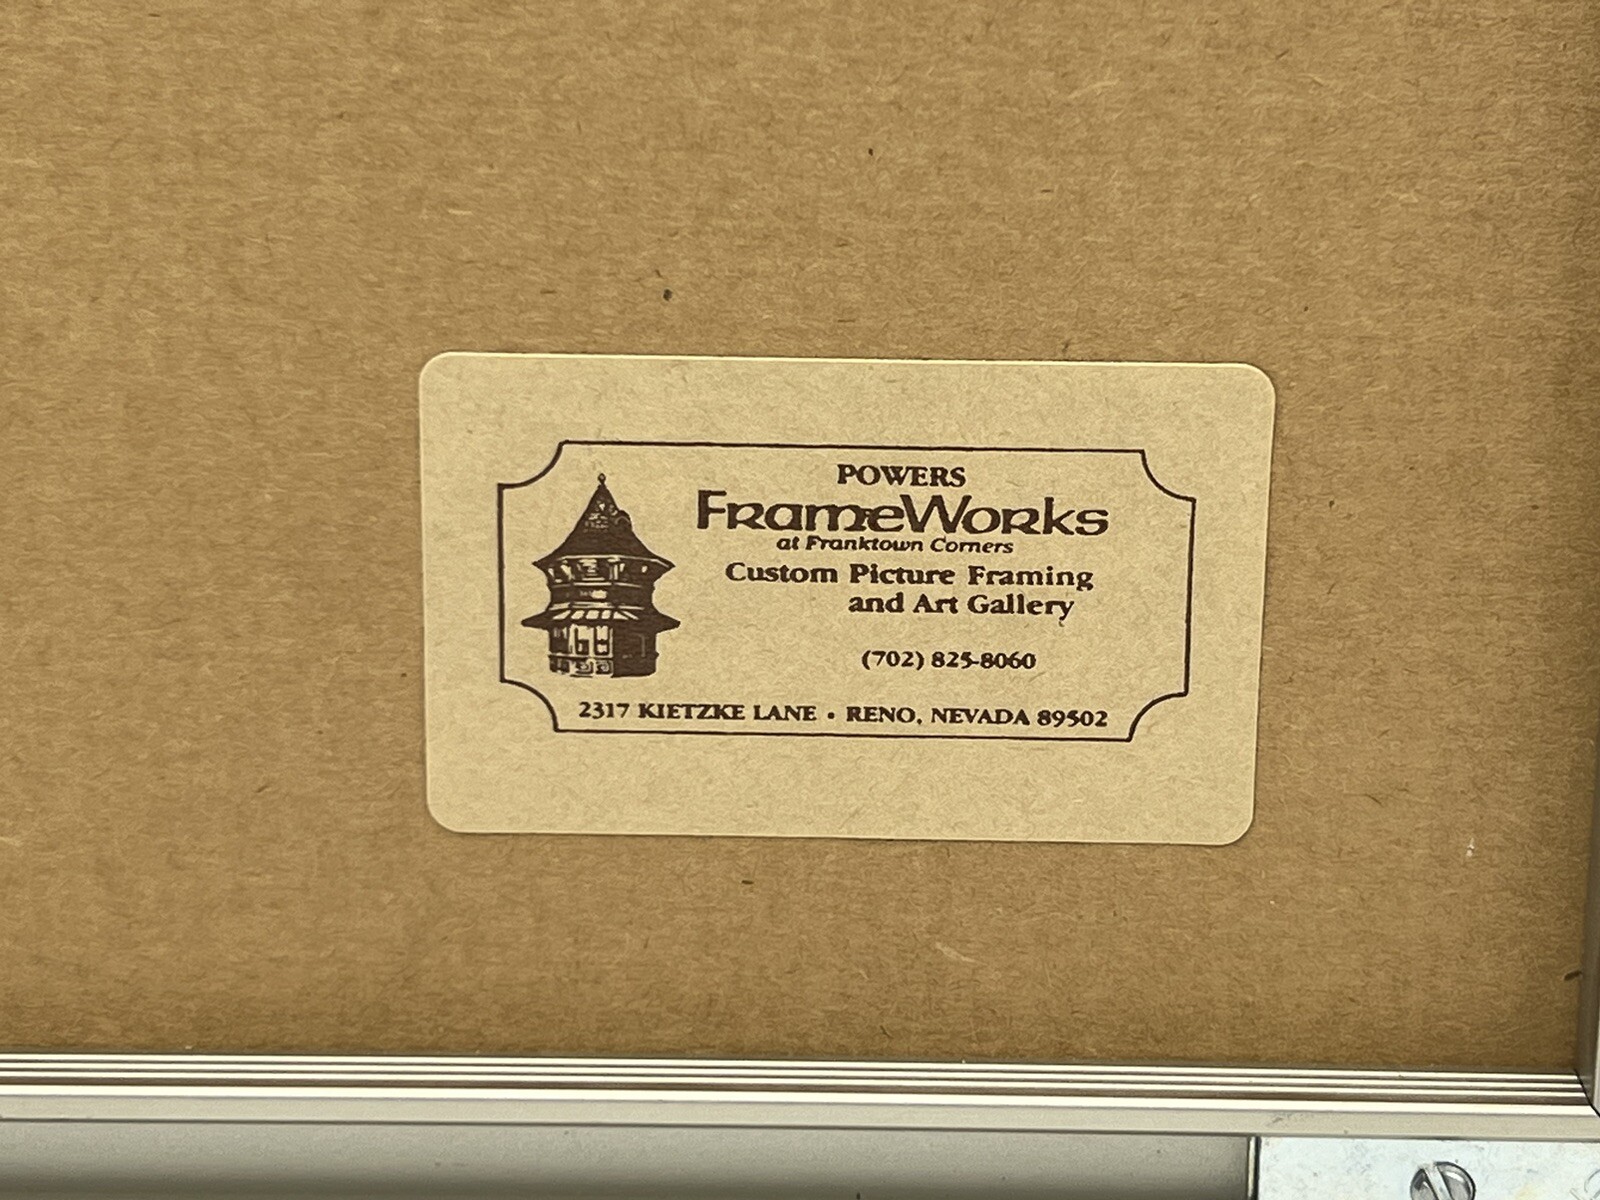 POWERS
FrameWorks
at Franktown Corners
Custom Picture Framing
and Art Gallery
(702) 825-8060
2317 KIETZKE LANE • RENO, NEVADA 89502